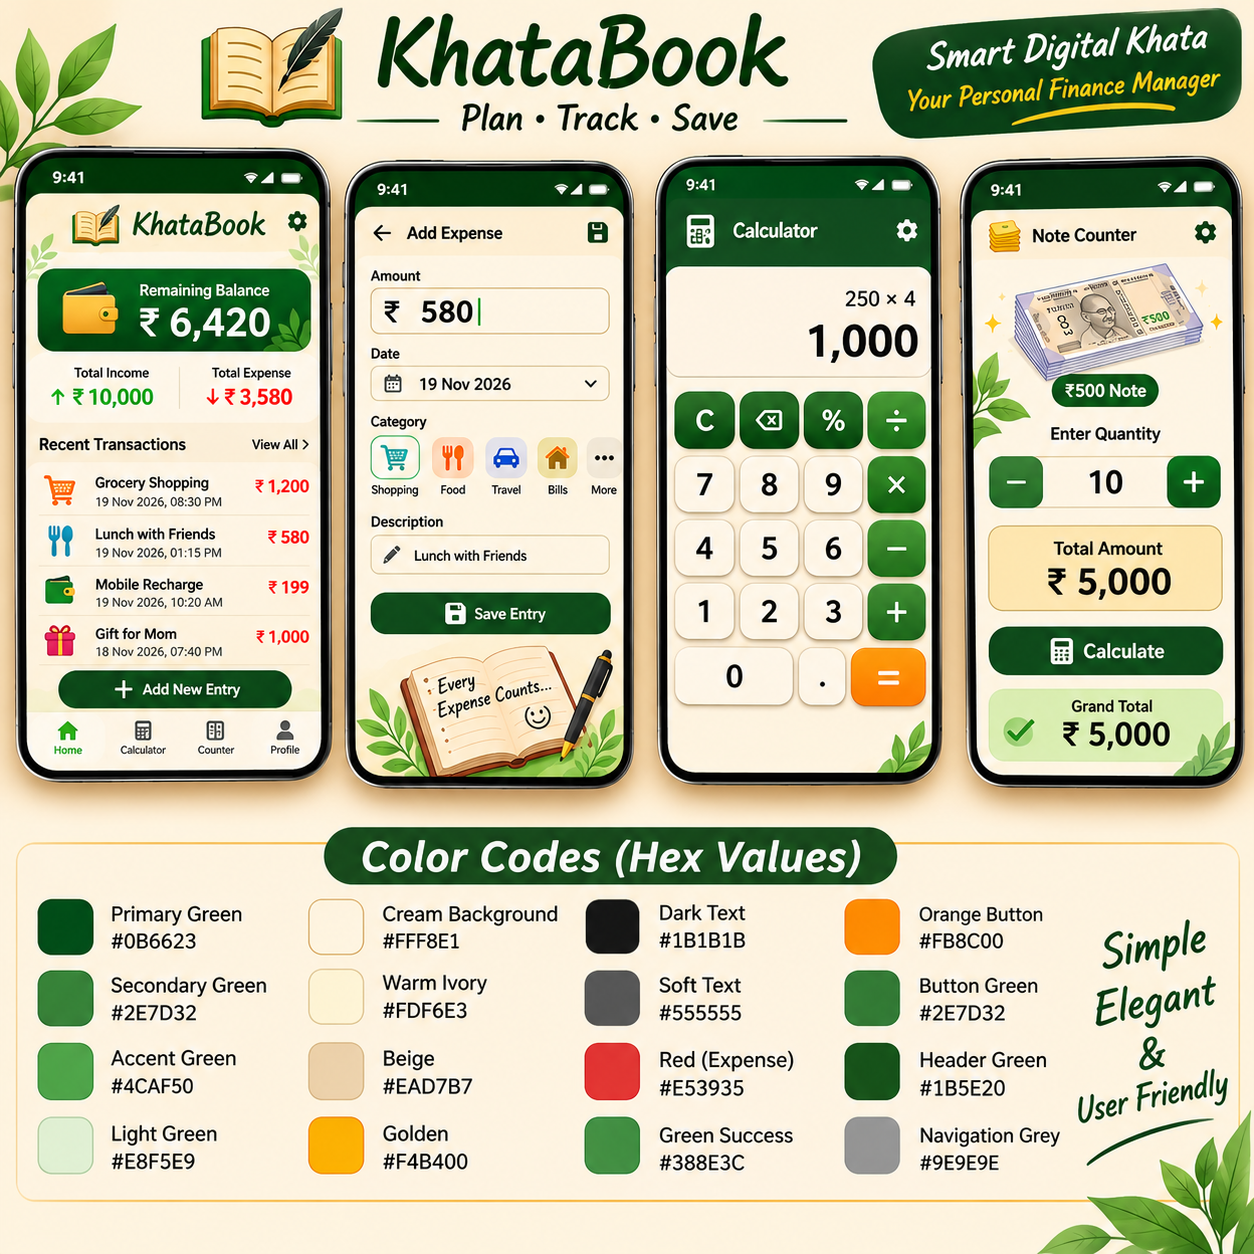 KhataBook
Plan • Track • Save
Smart Digital Khata
Your Personal Finance Manager
9:41
KhataBook
Remaining Balance
₹ 6,420
Total Income
↑ ₹ 10,000
Total Expense
↓ ₹ 3,580
Recent Transactions
View All >
Grocery Shopping
19 Nov 2026, 08:30 PM
₹ 1,200
Lunch with Friends
19 Nov 2026, 01:15 PM
₹ 580
Mobile Recharge
19 Nov 2026, 10:20 AM
₹ 199
Gift for Mom
18 Nov 2026, 07:40 PM
₹ 1,000
+ Add New Entry
Home
Calculator
Counter
Profile
9:41
← Add Expense
Amount
₹ 580
Date
19 Nov 2026
Category
Shopping
Food
Travel
Bills
More
Description
Lunch with Friends
Save Entry
Every
Expense Counts...
9:41
Calculator
250 × 4
1,000
C % ÷
7 8 9 ×
4 5 6 −
1 2 3 +
0 . =
9:41
Note Counter
₹500
₹500 Note
Enter Quantity
− 10 +
Total Amount
₹ 5,000
Calculate
Grand Total
₹ 5,000
Color Codes (Hex Values)
Primary Green
#0B6623
Secondary Green
#2E7D32
Accent Green
#4CAF50
Light Green
#E8F5E9
Cream Background
#FFF8E1
Warm Ivory
#FDF6E3
Beige
#EAD7B7
Golden
#F4B400
Dark Text
#1B1B1B
Soft Text
#555555
Red (Expense)
#E53935
Green Success
#388E3C
Orange Button
#FB8C00
Button Green
#2E7D32
Header Green
#1B5E20
Navigation Grey
#9E9E9E
Simple
Elegant
&
User Friendly